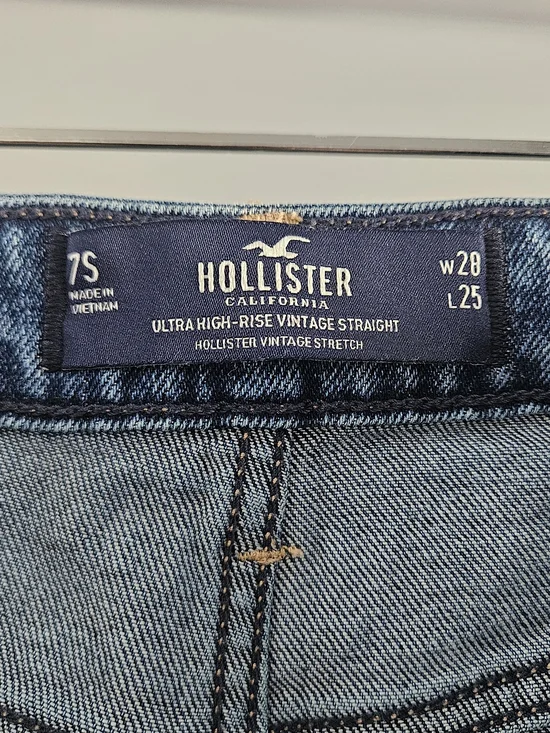 7S
MADE IN
VIETNAM
HOLLISTER
CALIFORNIA
ULTRA HIGH-RISE VINTAGE STRAIGHT
HOLLISTER VINTAGE STRETCH
W28
L25